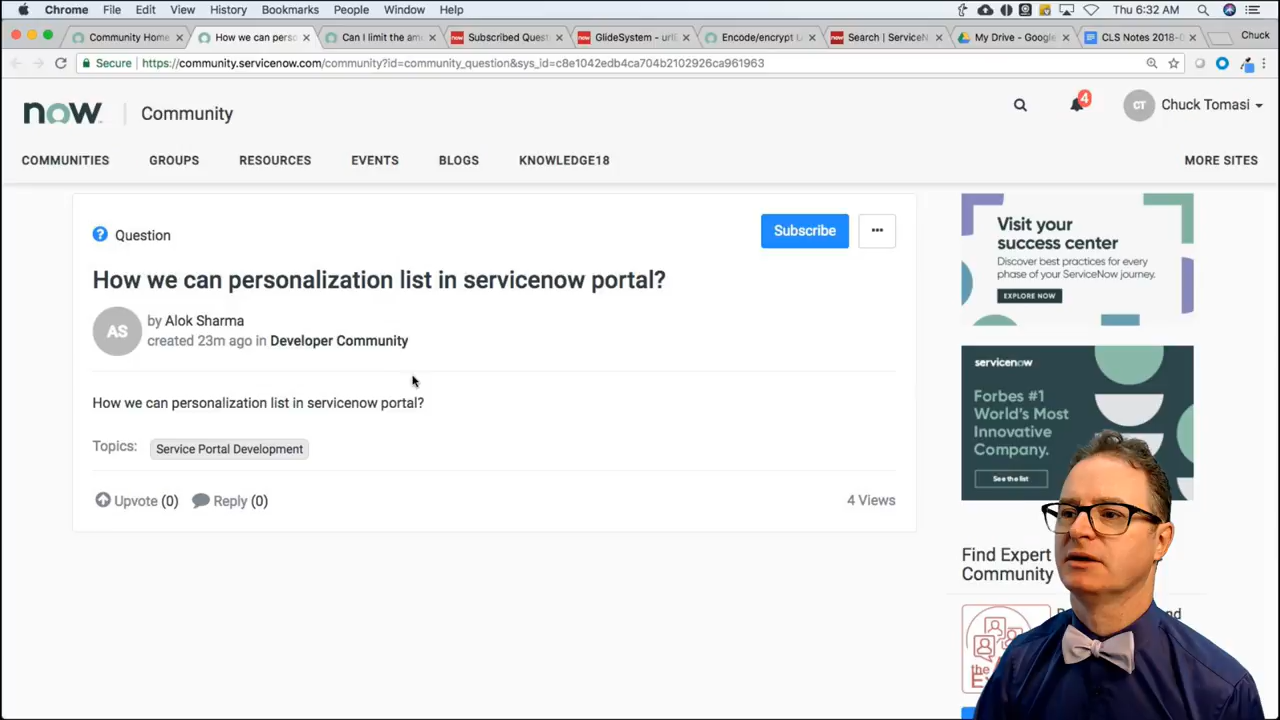 Chrome File Edit View History Bookmarks People Window Help
Thu 6:32 AM
Community Home
How we can perso
Can I limit the am
Subscribed Quest
GlideSystem - url
Encode/encrypt U
Search | ServiceN
My Drive - Google
CLS Notes 2018-0
Chuck
Secure
https://community.servicenow.com/community?id=community_question&sys_id=c8e1042edb4ca704b2102926ca961963
now
Community
4
CT
Chuck Tomasi
COMMUNITIES GROUPS RESOURCES EVENTS BLOGS KNOWLEDGE18 MORE SITES
? Question
Subscribe
•••
How we can personalization list in servicenow portal?
AS
by Alok Sharma
created 23m ago in Developer Community
How we can personalization list in servicenow portal?
Topics: Service Portal Development
Upvote (0) Reply (0)
4 Views
Visit your
success center
Discover best practices for every
phase of your ServiceNow journey.
EXPLORE NOW
servicenow
Forbes #1
World's Most
Innovative
Company.
See the list
Find Expert
Community
the